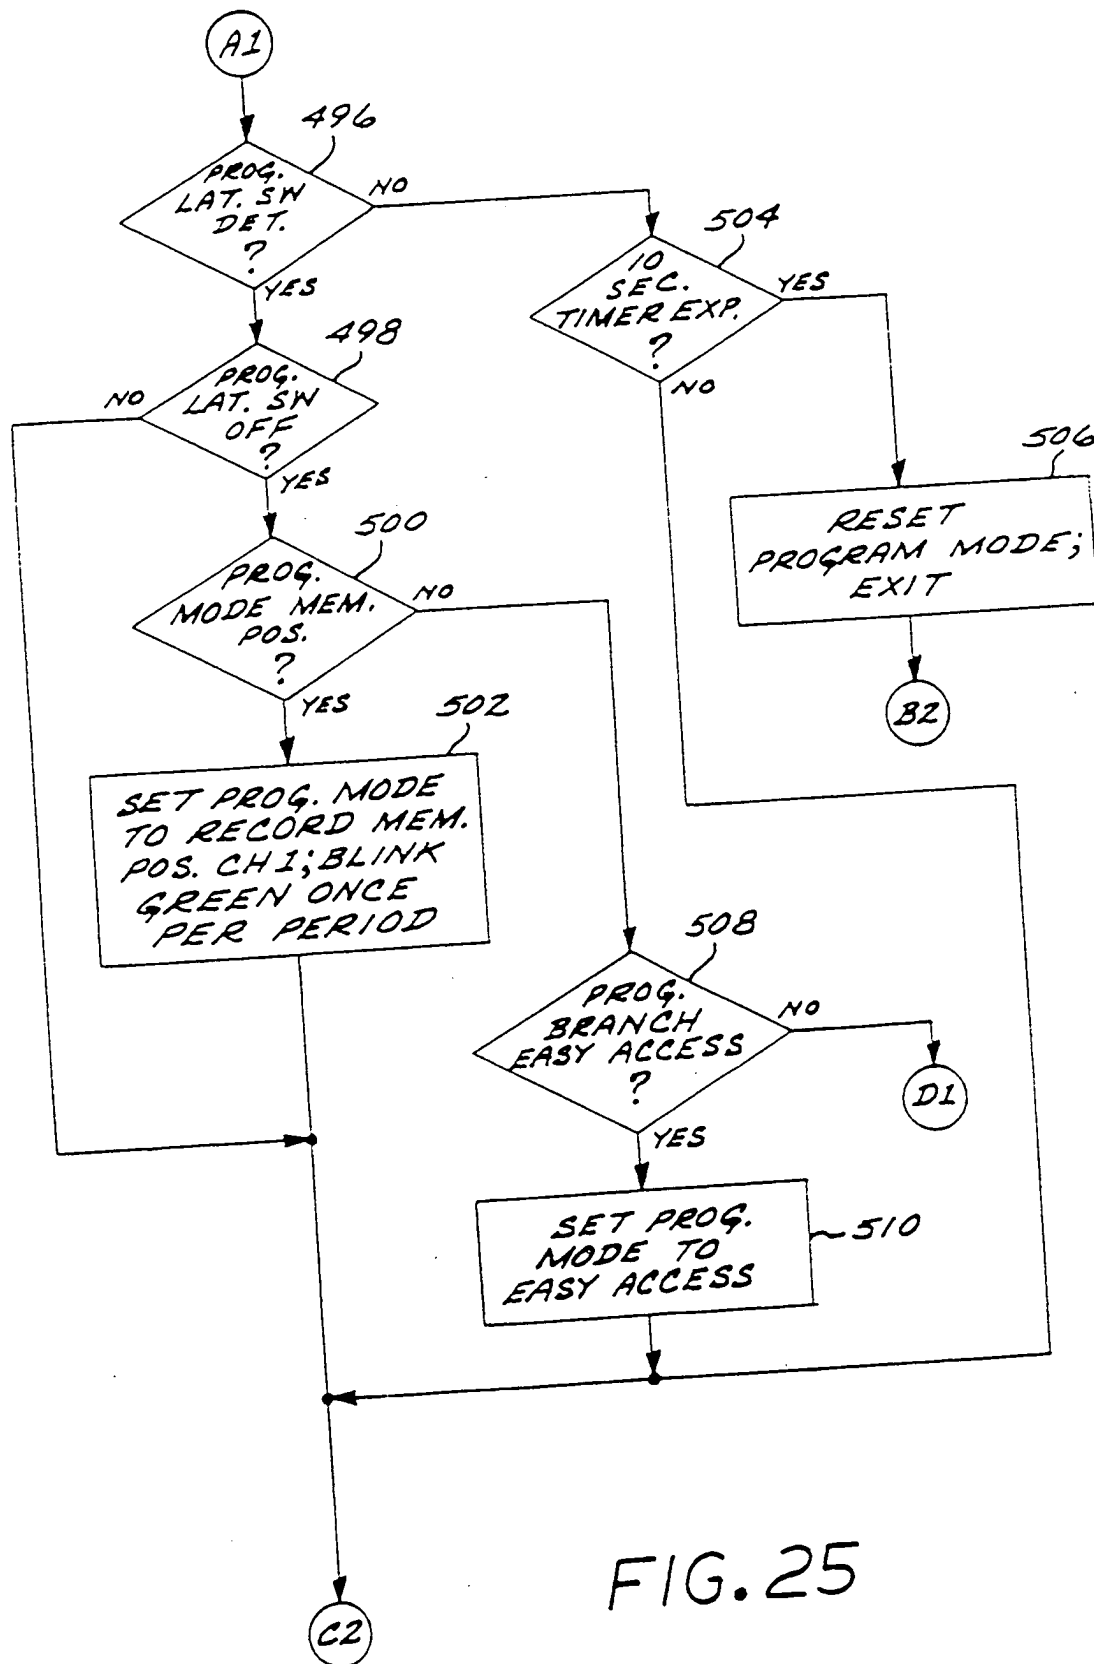 A1
496
PROG.
LAT. SW
DET.
?
NO
YES
504
10
SEC.
TIMER EXP.
?
YES
NO
498
PROG.
LAT. SW
OFF
?
NO
YES
506
RESET
PROGRAM MODE;
EXIT
B2
500
PROG.
MODE MEM.
POS.
?
NO
YES
502
SET PROG. MODE
TO RECORD MEM.
POS. CH1; BLINK
GREEN ONCE
PER PERIOD
508
PROG.
BRANCH
EASY ACCESS
?
NO
D1
YES
SET PROG.
MODE TO
EASY ACCESS
510
C2
FIG. 25